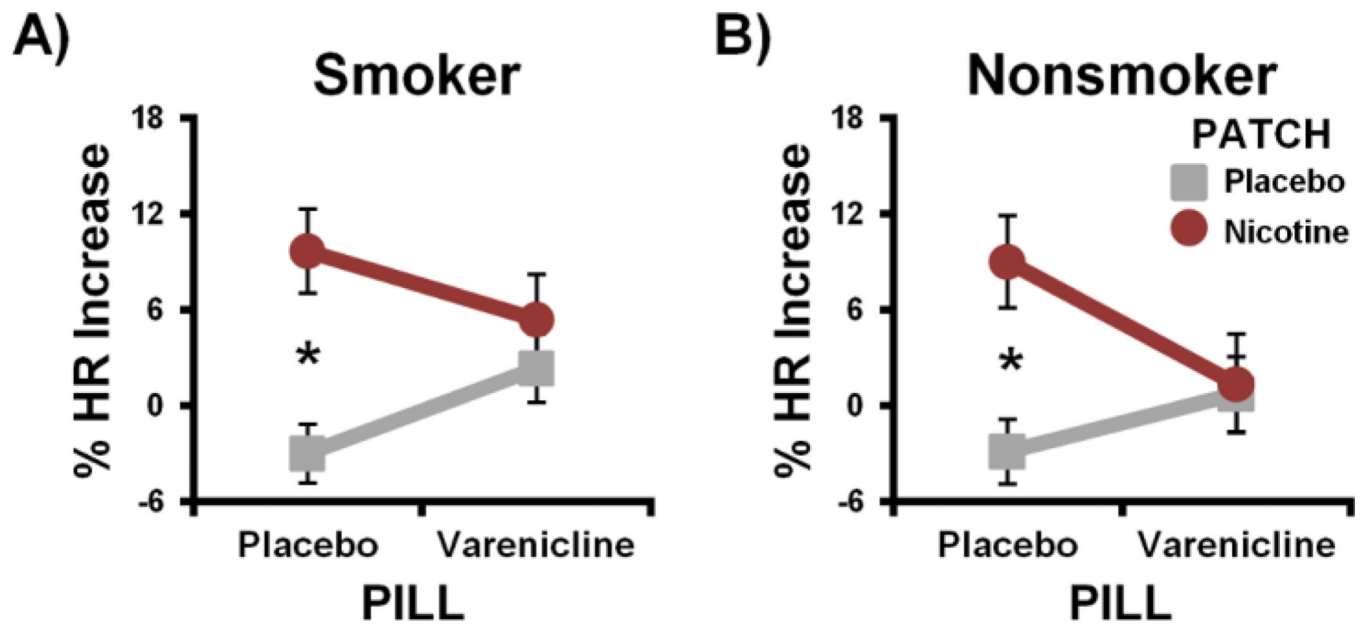 A)
Smoker
% HR Increase
18
12
6
0
-6
*
Placebo
Varenicline
PILL
B)
Nonsmoker
% HR Increase
18
12
6
0
-6
PATCH
Placebo
Nicotine
*
Placebo
Varenicline
PILL